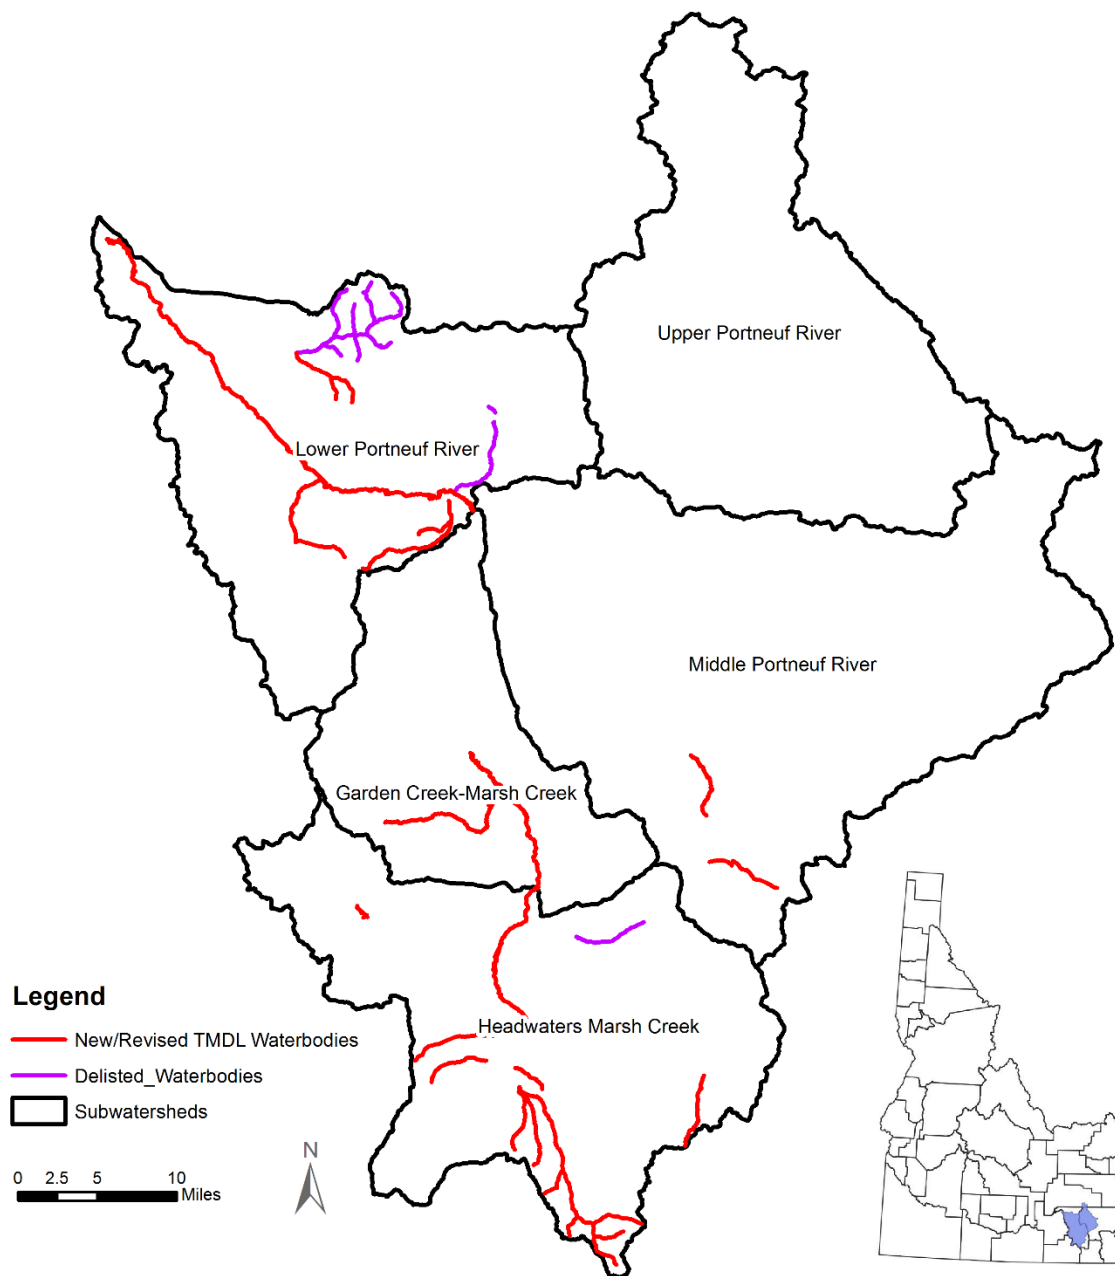 Upper Portneuf River
Lower Portneuf River
Middle Portneuf River
Garden Creek-Marsh Creek
Headwaters Marsh Creek
Legend
New/Revised TMDL Waterbodies
Delisted_Waterbodies
Subwatersheds
N
0 2.5 5 10
Miles